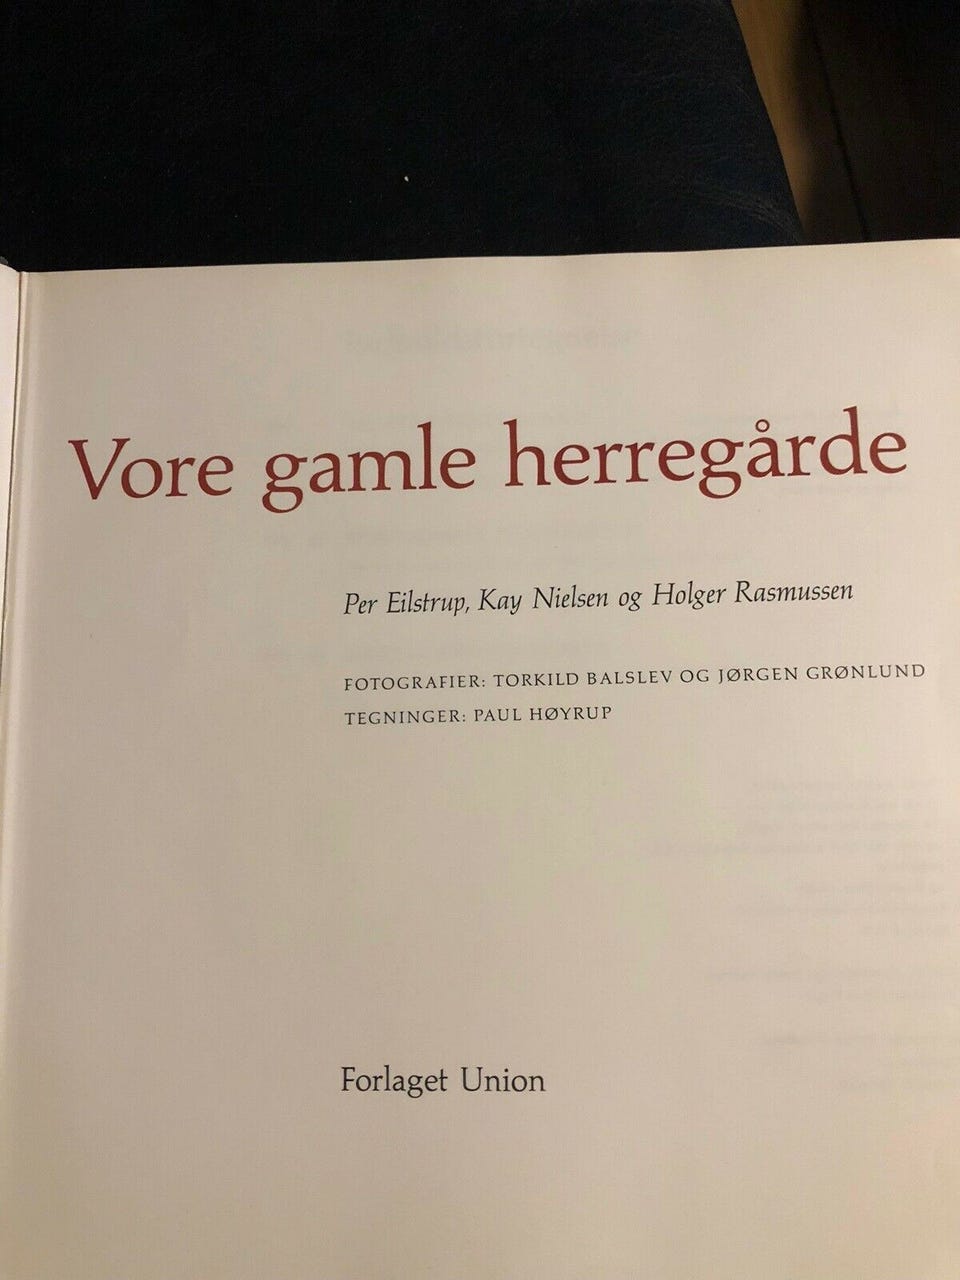 Vore gamle herregårde
Per Eilstrup, Kay Nielsen og Holger Rasmussen
FOTOGRAFIER: TORKILD BALSLEV OG JØRGEN GRØNLUND
TEGNINGER: PAUL HØYRUP
Forlaget Union